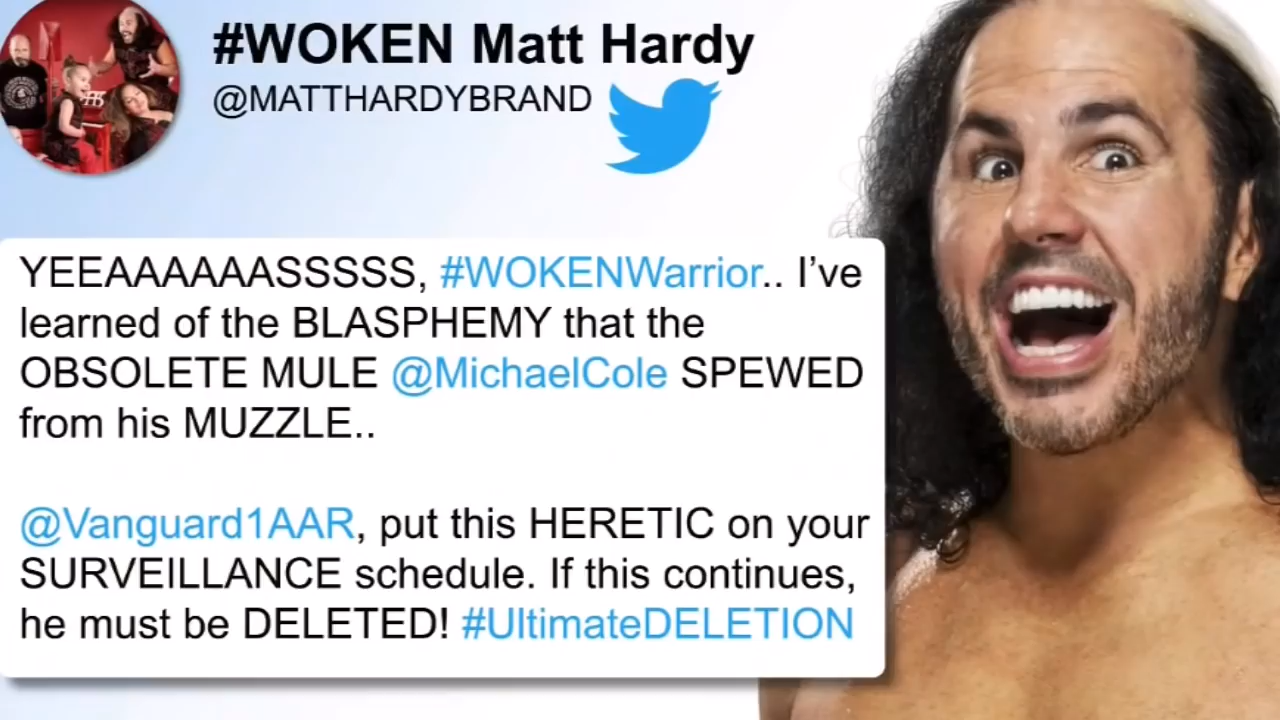 #WOKEN Matt Hardy
@MATTHARDYBRAND
YEEAAAAAASSSSS, #WOKENWarrior.. I’ve
learned of the BLASPHEMY that the
OBSOLETE MULE @MichaelCole SPEWED
from his MUZZLE..
@Vanguard1AAR, put this HERETIC on your
SURVEILLANCE schedule. If this continues,
he must be DELETED! #UltimateDELETION